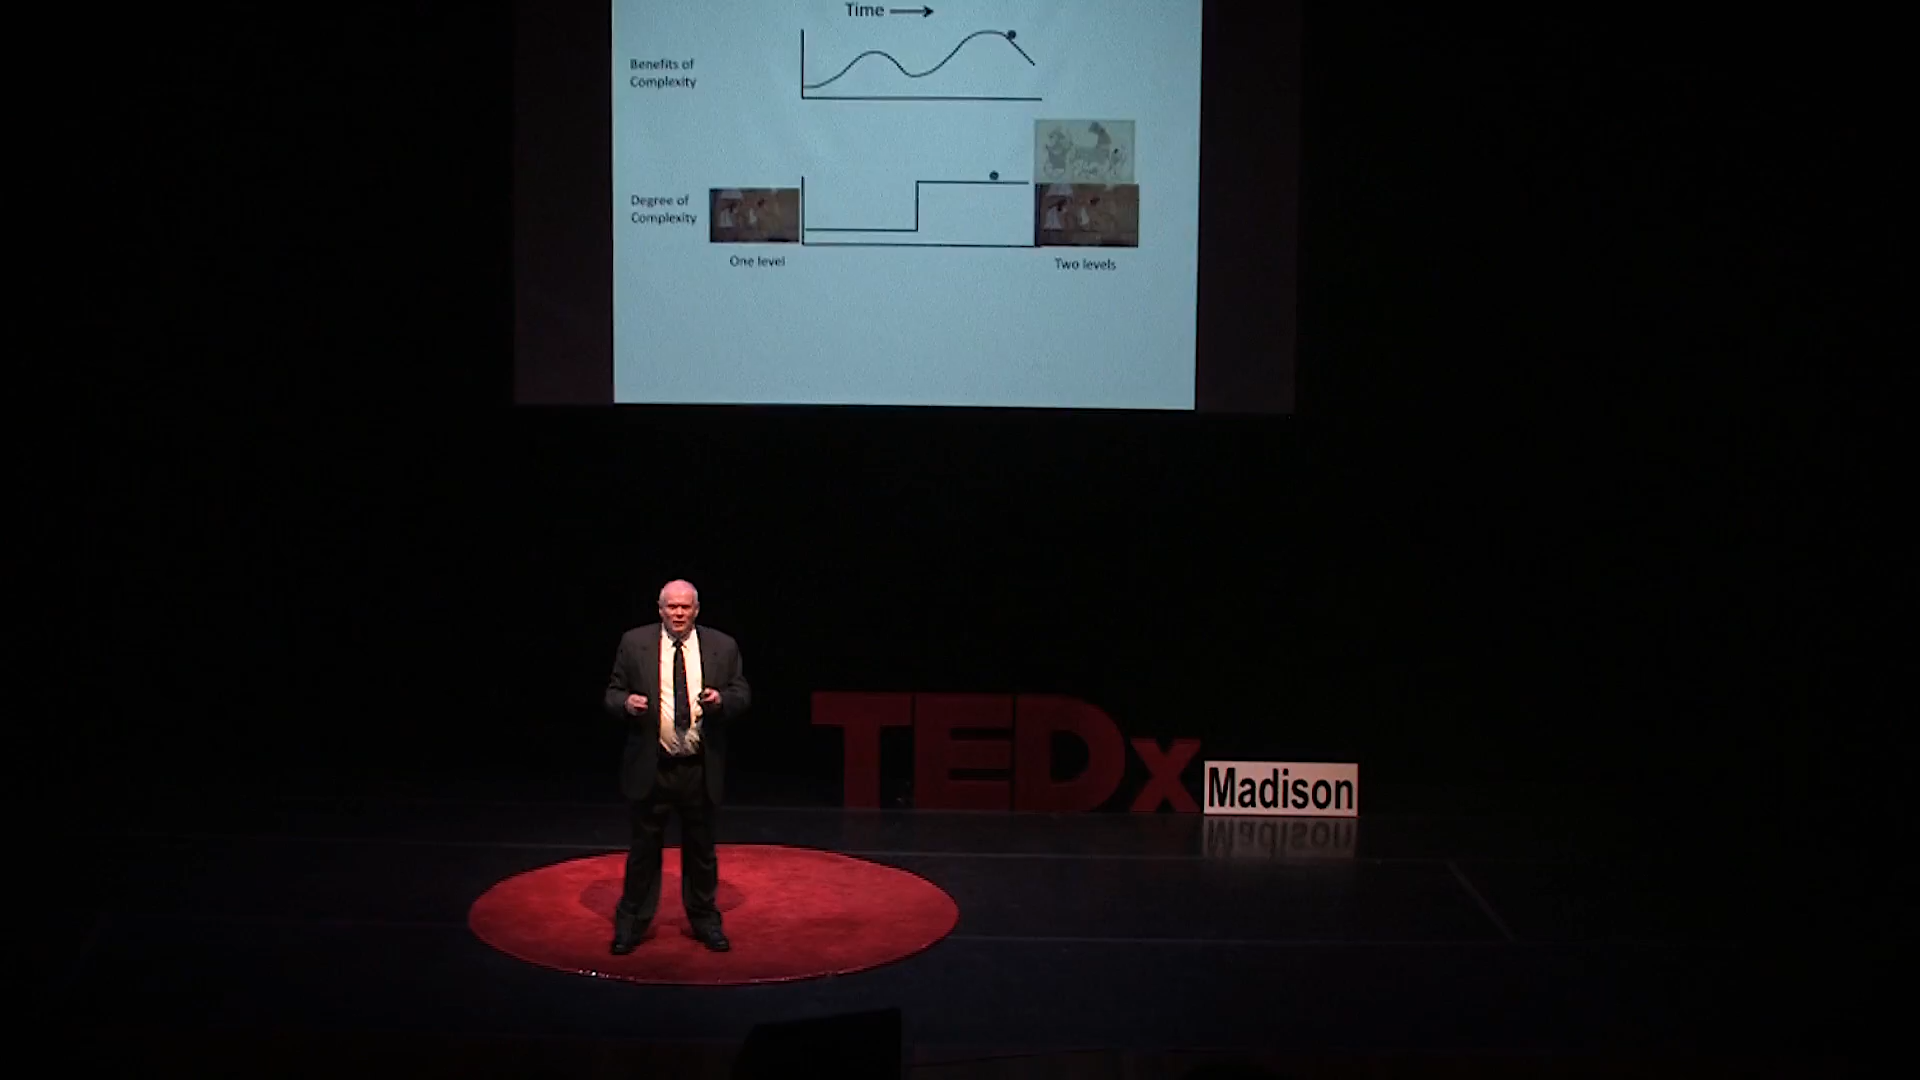 Time
Benefits of
Complexity
Degree of
Complexity
One level
Two levels
TEDx
Madison